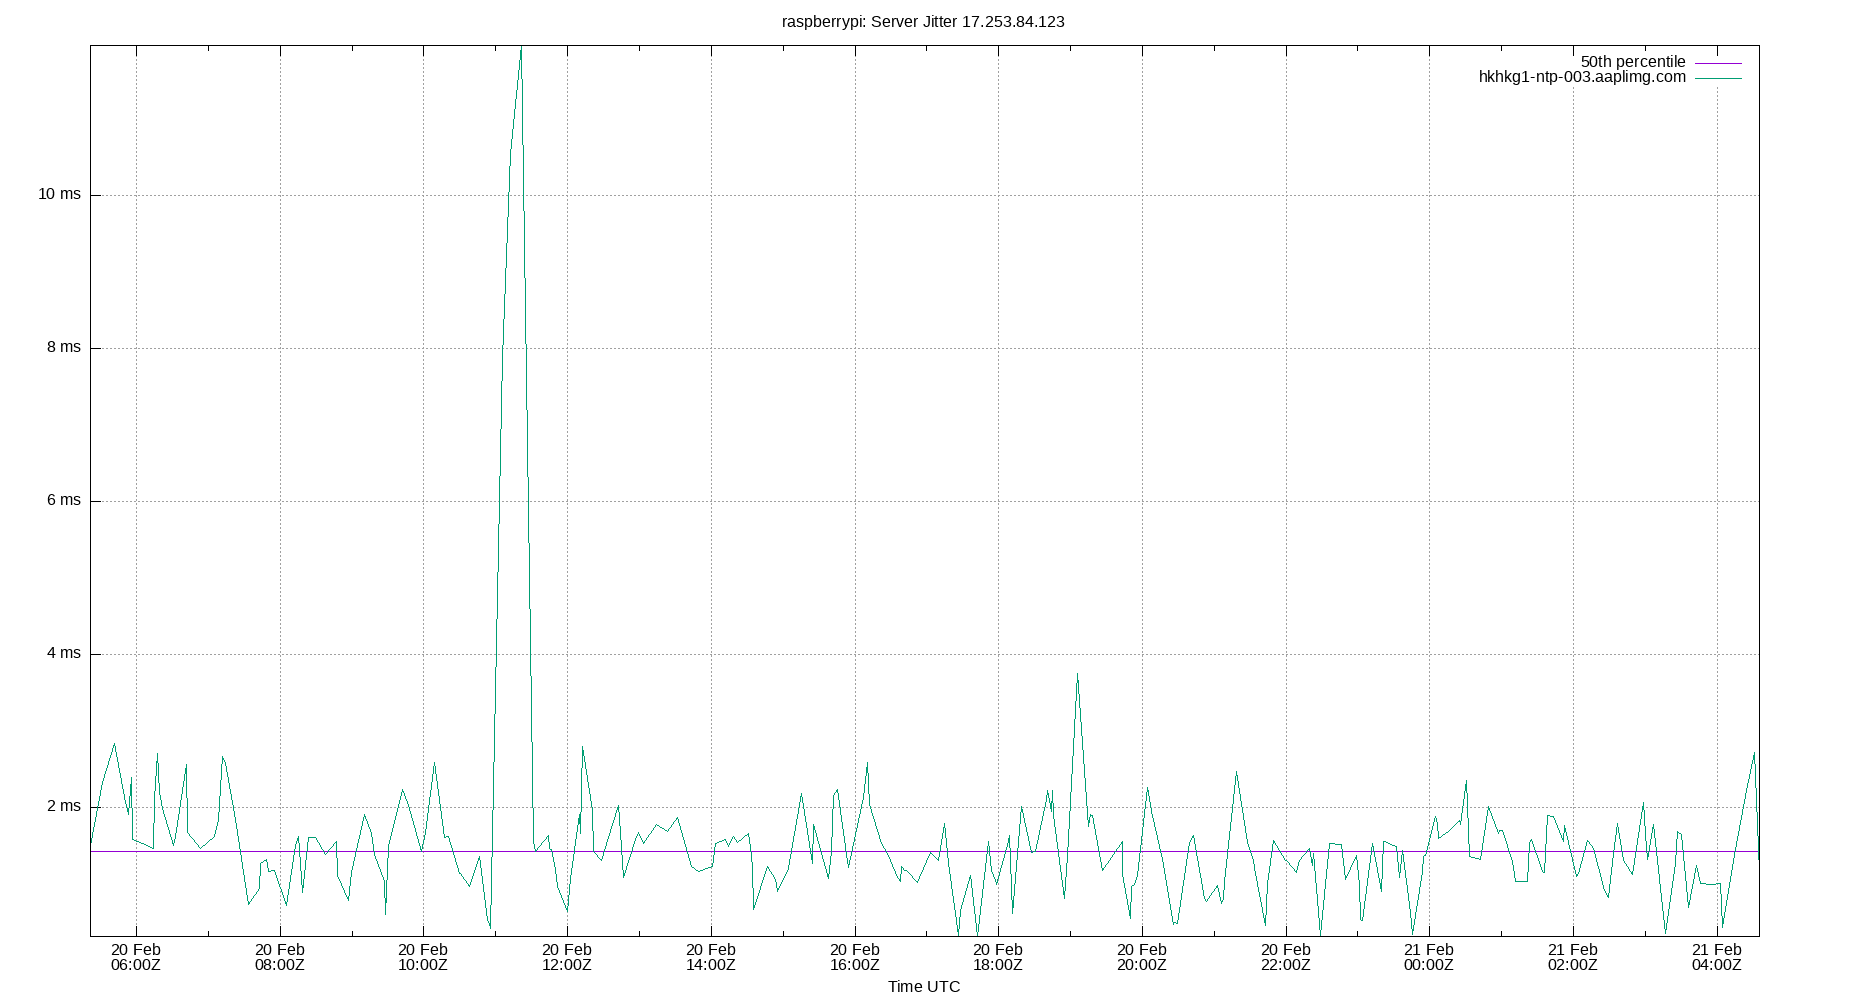 raspberrypi: Server Jitter 17.253.84.123
50th percentile
hkhkg1-ntp-003.aaplimg.com
10 ms
8 ms
6 ms
4 ms
2 ms
20 Feb 20 Feb 20 Feb 20 Feb 20 Feb 20 Feb 20 Feb 20 Feb 20 Feb 21 Feb 21 Feb 21 Feb
06:00Z 08:00Z 10:00Z 12:00Z 14:00Z 16:00Z 18:00Z 20:00Z 22:00Z 00:00Z 02:00Z 04:00Z
Time UTC